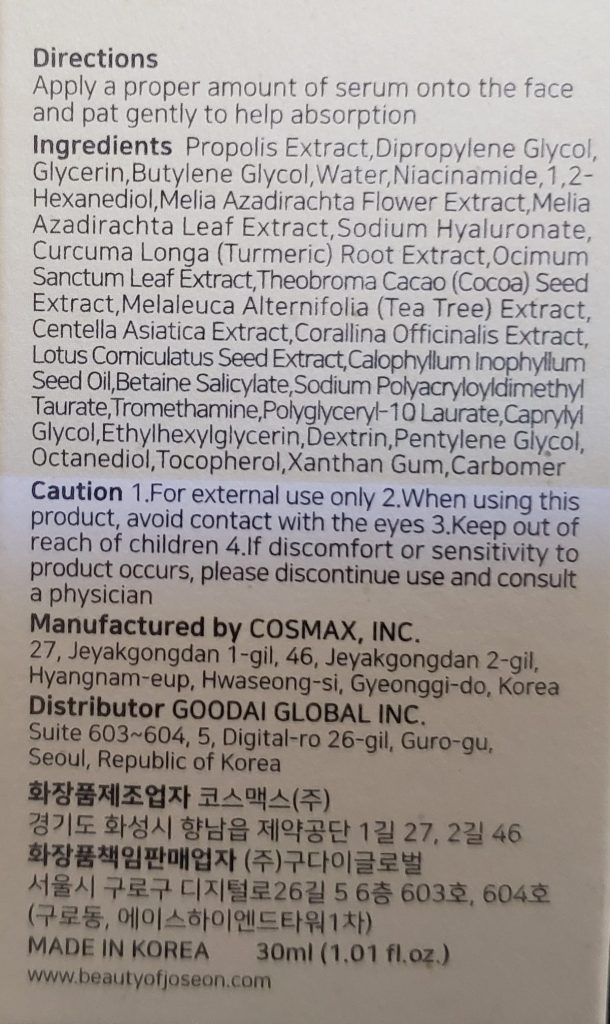 Directions
Apply a proper amount of serum onto the face
and pat gently to help absorption
Ingredients Propolis Extract,Dipropylene Glycol,
Glycerin,Butylene Glycol,Water,Niacinamide,1,2-
Hexanediol,Melia Azadirachta Flower Extract,Melia
Azadirachta Leaf Extract,Sodium Hyaluronate,
Curcuma Longa (Turmeric) Root Extract,Ocimum
Sanctum Leaf Extract,Theobroma Cacao (Cocoa) Seed
Extract,Melaleuca Alternifolia (Tea Tree) Extract,
Centella Asiatica Extract,Corallina Officinalis Extract,
Lotus Corniculatus Seed Extract,Calophyllum Inophyllum
Seed Oil,Betaine Salicylate,Sodium Polyacryloyldimethyl
Taurate,Tromethamine,Polyglyceryl-10 Laurate,Caprylyl
Glycol,Ethylhexylglycerin,Dextrin,Pentylene Glycol,
Octanediol,Tocopherol,Xanthan Gum,Carbomer
Caution 1.For external use only 2.When using this
product, avoid contact with the eyes 3.Keep out of
reach of children 4.If discomfort or sensitivity to
product occurs, please discontinue use and consult
a physician
Manufactured by COSMAX, INC.
27, Jeyakgongdan 1-gil, 46, Jeyakgongdan 2-gil,
Hyangnam-eup, Hwaseong-si, Gyeonggi-do, Korea
Distributor GOODAI GLOBAL INC.
Suite 603~604, 5, Digital-ro 26-gil, Guro-gu,
Seoul, Republic of Korea
화장품제조업자 코스맥스(주)
경기도 화성시 향남읍 제약공단 1길 27, 2길 46
화장품책임판매업자 (주)구다이글로벌
서울시 구로구 디지털로26길 5 6층 603호, 604호
(구로동, 에이스하이엔드타워1차)
MADE IN KOREA 30ml (1.01 fl.oz.)
www.beautyofjoseon.com